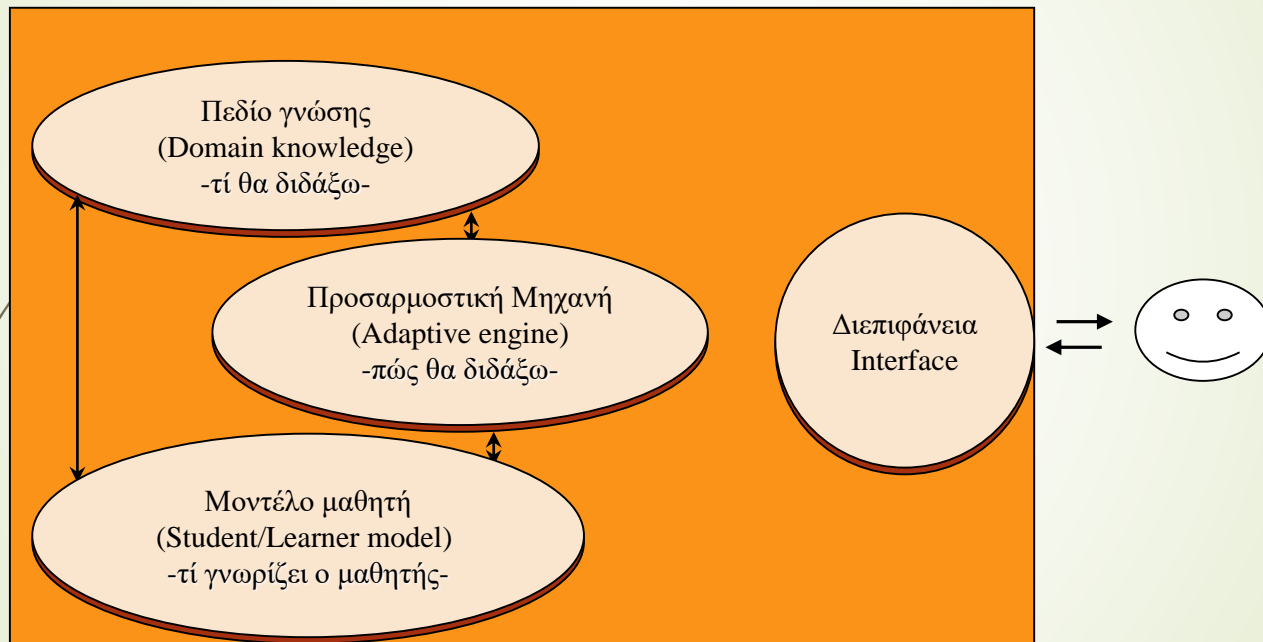 Πεδίο γνώσης
(Domain knowledge)
-τί θα διδάξω-
Προσαρμοστική Μηχανή
(Adaptive engine)
-πώς θα διδάξω-
Διεπιφάνεια
Interface
Μοντέλο μαθητή
(Student/Learner model)
-τί γνωρίζει ο μαθητής-